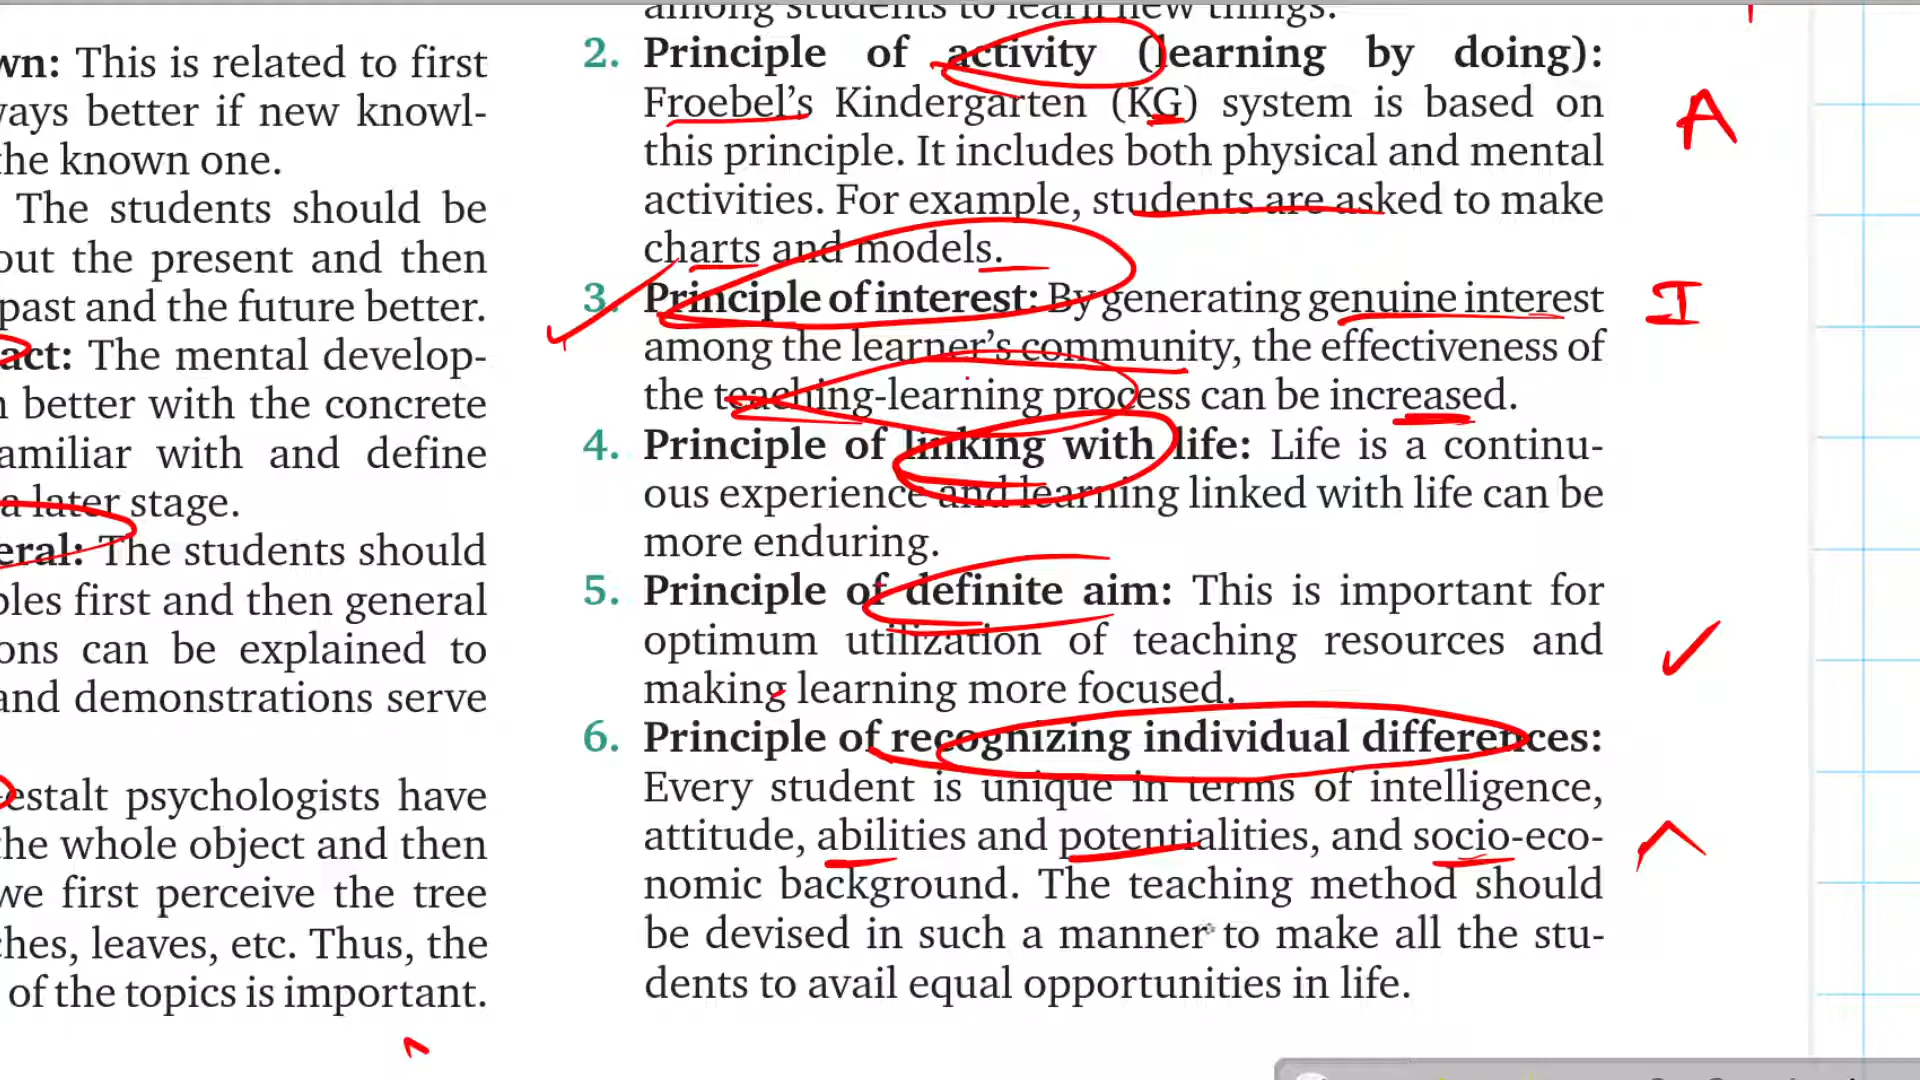 wn: This is related to first
ways better if new knowl-
the known one.
The students should be
out the present and then
past and the future better.
act: The mental develop-
better with the concrete
amiliar with and define
a later stage.
eral: The students should
ples first and then general
ons can be explained to
and demonstrations serve
estalt psychologists have
the whole object and then
we first perceive the tree
ches, leaves, etc. Thus, the
of the topics is important.
among students to learn new things.
2. Principle of activity (learning by doing):
Froebel's Kindergarten (KG) system is based on
this principle. It includes both physical and mental
activities. For example, students are asked to make
charts and models.
3. Principle of interest: By generating genuine interest
among the learner's community, the effectiveness of
the teaching-learning process can be increased.
4. Principle of linking with life: Life is a continu-
ous experience and learning linked with life can be
more enduring.
5. Principle of definite aim: This is important for
optimum utilization of teaching resources and
making learning more focused.
6. Principle of recognizing individual differences:
Every student is unique in terms of intelligence,
attitude, abilities and potentialities, and socio-eco-
nomic background. The teaching method should
be devised in such a manner to make all the stu-
dents to avail equal opportunities in life.
A
I